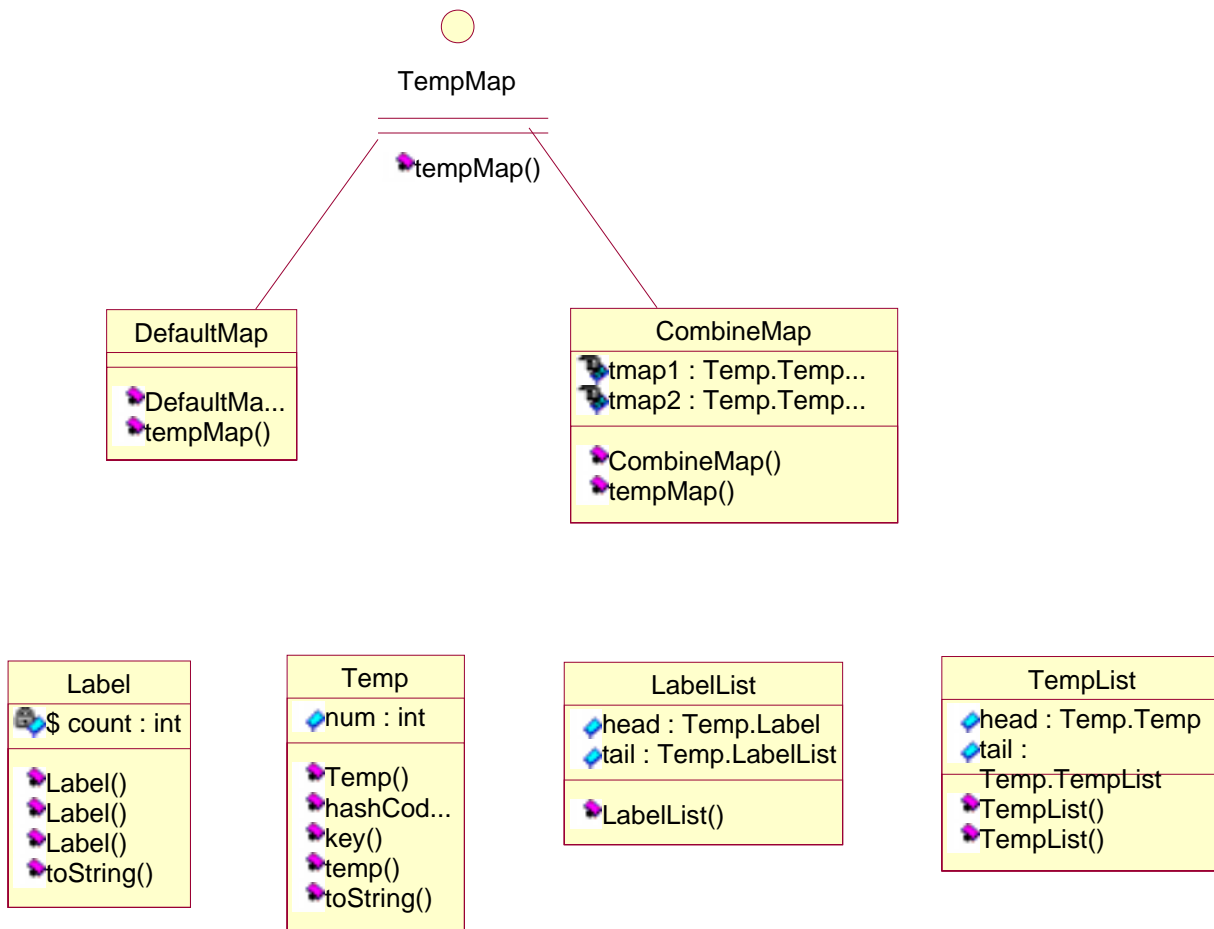 TempMap
tempMap()
DefaultMap
DefaultMa...
tempMap()
CombineMap
tmap1 : Temp.Temp...
tmap2 : Temp.Temp...
CombineMap()
tempMap()
Label
$ count : int
Label()
Label()
Label()
toString()
Temp
num : int
Temp()
hashCod...
key()
temp()
toString()
LabelList
head : Temp.Label
tail : Temp.LabelList
LabelList()
TempList
head : Temp.Temp
tail :
Temp.TempList
TempList()
TempList()